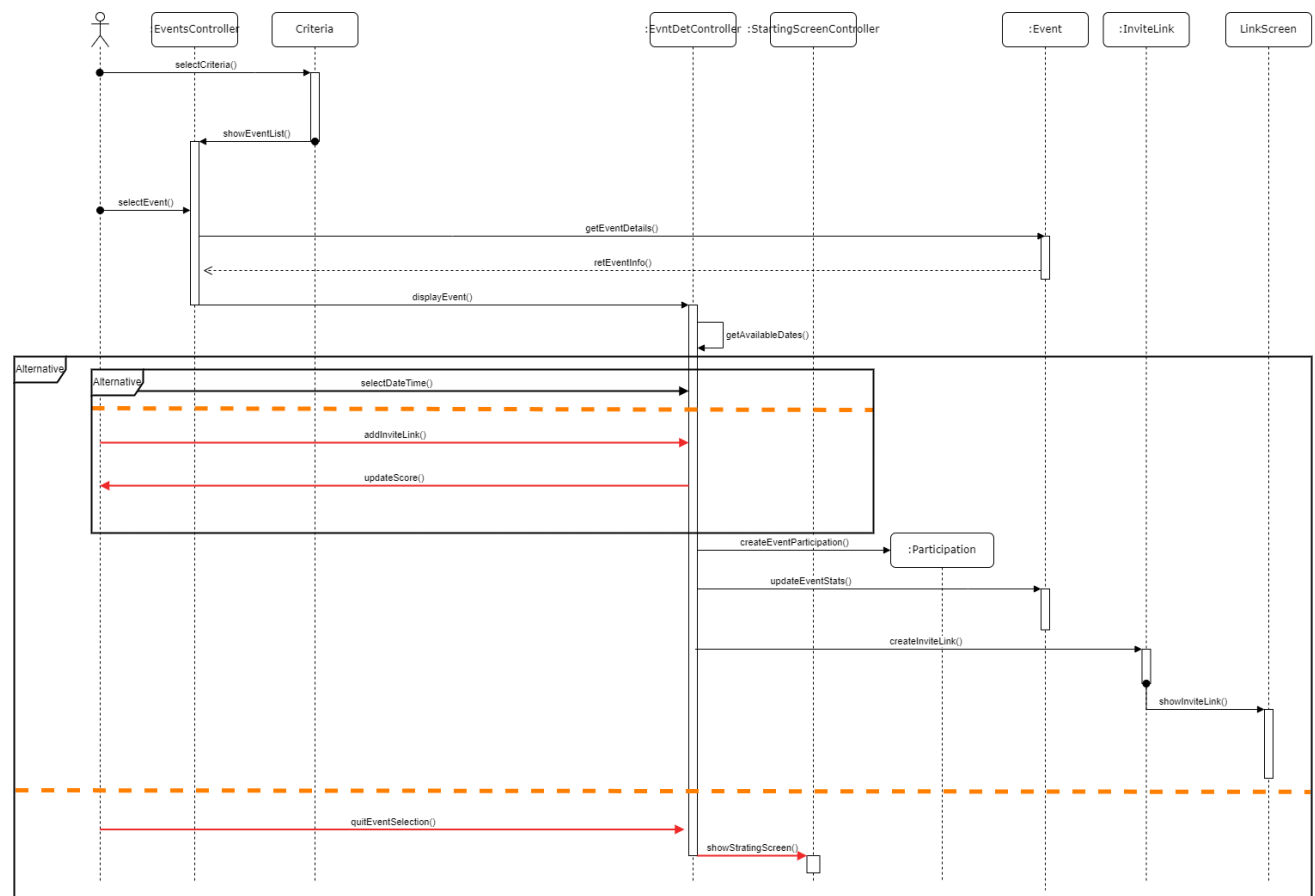 :EventsController
Criteria
:EvntDetController
:StartingScreenController
:Event
:InviteLink
LinkScreen
selectCriteria()
showEventList()
selectEvent()
getEventDetails()
retEventInfo()
displayEvent()
getAvailableDates()
Alternative
Alternative
selectDateTime()
addInviteLink()
updateScore()
createEventParticipation()
:Participation
updateEventStats()
createInviteLink()
showInviteLink()
quitEventSelection()
showStratingScreen()